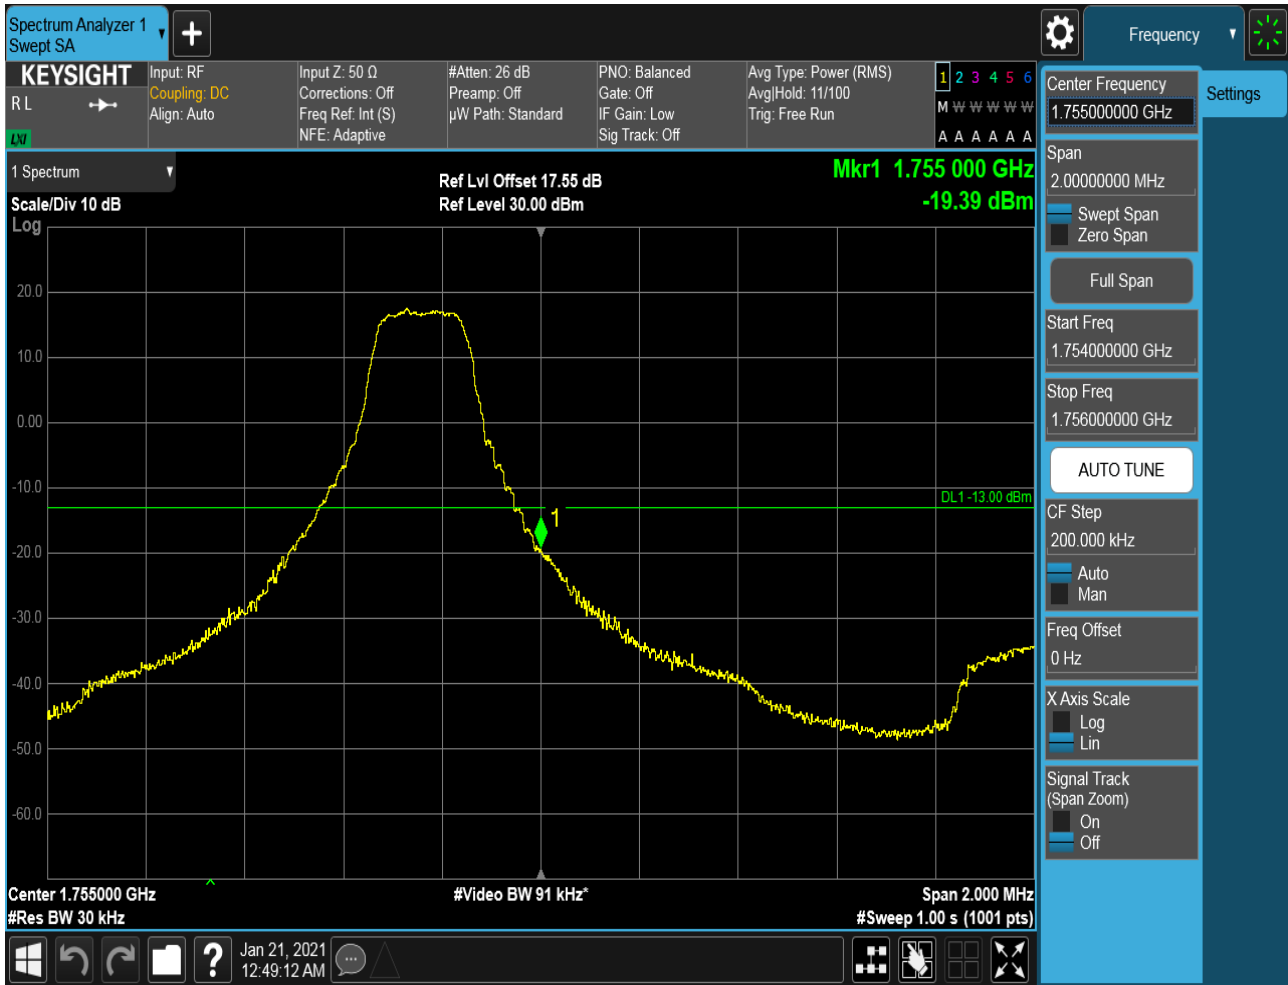 Spectrum Analyzer 1
Swept SA
Frequency
KEYSIGHT
R L
LXI
Input: RF
Coupling: DC
Align: Auto
Input Z: 50 Ω
Corrections: Off
Freq Ref: Int (S)
NFE: Adaptive
#Atten: 26 dB
Preamp: Off
µW Path: Standard
PNO: Balanced
Gate: Off
IF Gain: Low
Sig Track: Off
Avg Type: Power (RMS)
Avg|Hold: 11/100
Trig: Free Run
1 2 3 4 5 6
M W W W W W
A A A A A A
1 Spectrum
Scale/Div 10 dB
Log
Ref Lvl Offset 17.55 dB
Ref Level 30.00 dBm
Mkr1 1.755 000 GHz
-19.39 dBm
20.0
10.0
0.00
-10.0
-20.0
-30.0
-40.0
-50.0
-60.0
DL1 -13.00 dBm
1
Center 1.755000 GHz
#Res BW 30 kHz
#Video BW 91 kHz*
Span 2.000 MHz
#Sweep 1.00 s (1001 pts)
Center Frequency
1.755000000 GHz
Settings
Span
2.00000000 MHz
Swept Span
Zero Span
Full Span
Start Freq
1.754000000 GHz
Stop Freq
1.756000000 GHz
AUTO TUNE
CF Step
200.000 kHz
Auto
Man
Freq Offset
0 Hz
X Axis Scale
Log
Lin
Signal Track
(Span Zoom)
On
Off
?
Jan 21, 2021
12:49:12 AM